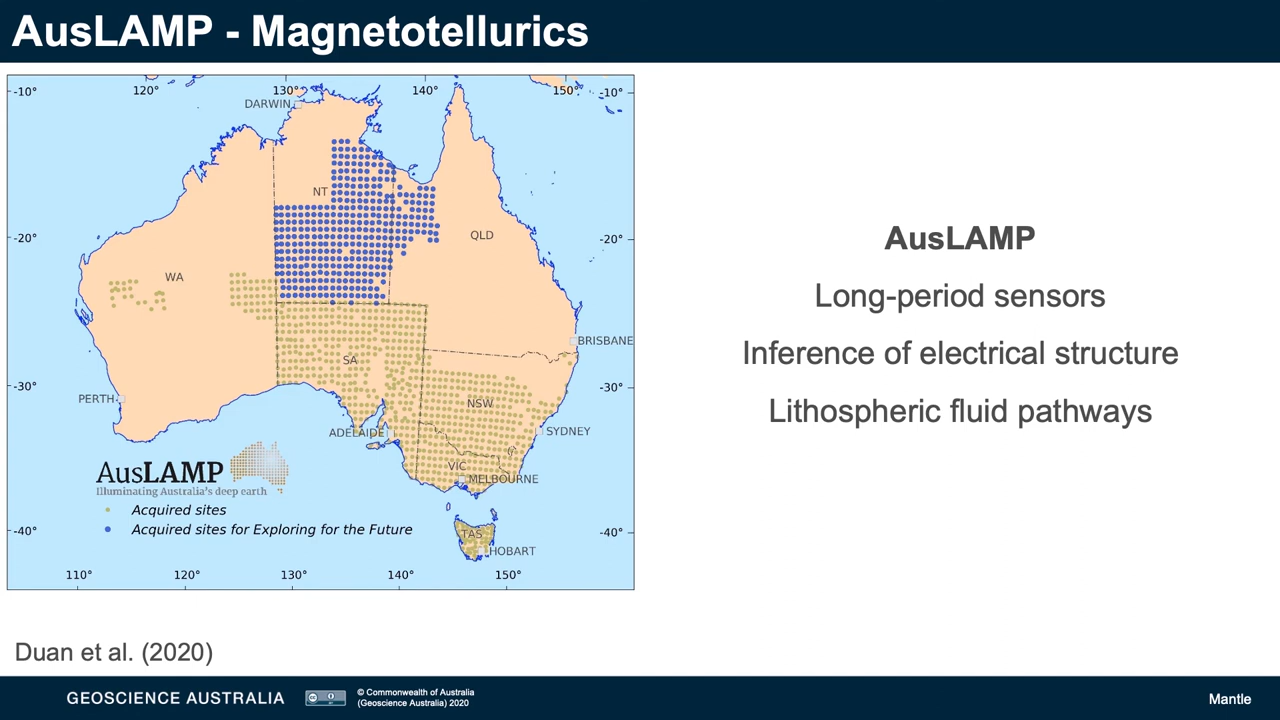 AusLAMP - Magnetotellurics
-10°
120°
130°
140°
150°
-10°
DARWIN
NT
-20°
QLD
-20°
WA
BRISBANE
SA
-30°
-30°
PERTH
NSW
ADELAIDE
SYDNEY
AusLAMP
Illuminating Australia's deep earth
VIC
MELBOURNE
Acquired sites
Acquired sites for Exploring for the Future
-40°
-40°
TAS
HOBART
110°
120°
130°
140°
150°
AusLAMP
Long-period sensors
Inference of electrical structure
Lithospheric fluid pathways
Duan et al. (2020)
GEOSCIENCE AUSTRALIA
© Commonwealth of Australia
(Geoscience Australia) 2020
Mantle